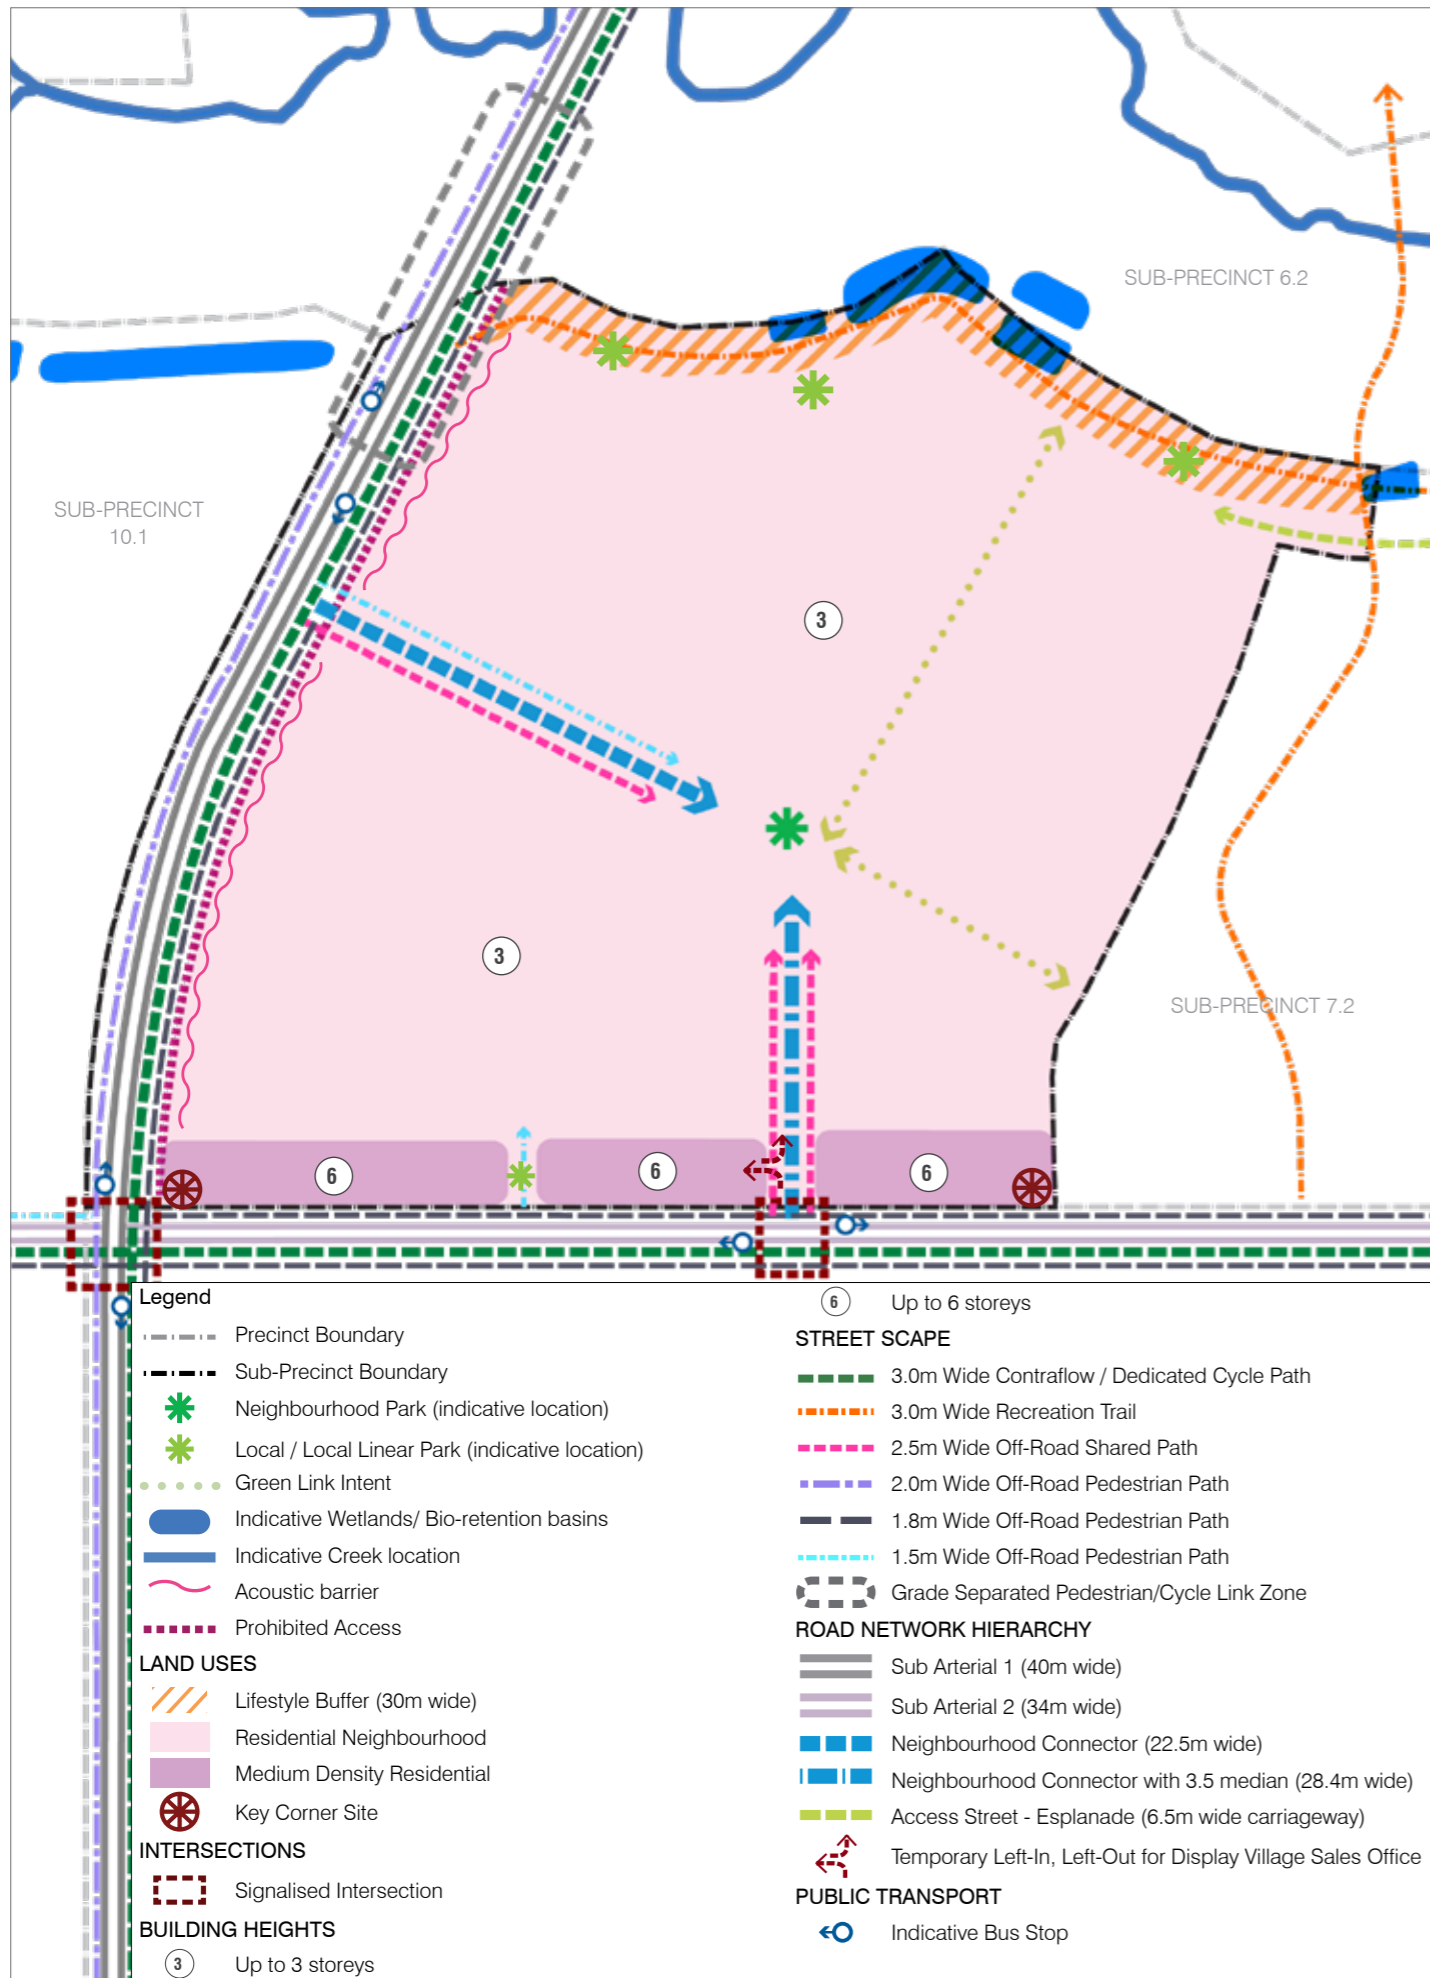 SUB-PRECINCT 6.2
SUB-PRECINCT
10.1
3
3
SUB-PRECINCT 7.2
6
6
6
Legend
Precinct Boundary
Sub-Precinct Boundary
Neighbourhood Park (indicative location)
Local / Local Linear Park (indicative location)
Green Link Intent
Indicative Wetlands/ Bio-retention basins
Indicative Creek location
Acoustic barrier
Prohibited Access
LAND USES
Lifestyle Buffer (30m wide)
Residential Neighbourhood
Medium Density Residential
Key Corner Site
INTERSECTIONS
Signalised Intersection
BUILDING HEIGHTS
3 Up to 3 storeys
6 Up to 6 storeys
STREET SCAPE
3.0m Wide Contraflow / Dedicated Cycle Path
3.0m Wide Recreation Trail
2.5m Wide Off-Road Shared Path
2.0m Wide Off-Road Pedestrian Path
1.8m Wide Off-Road Pedestrian Path
1.5m Wide Off-Road Pedestrian Path
Grade Separated Pedestrian/Cycle Link Zone
ROAD NETWORK HIERARCHY
Sub Arterial 1 (40m wide)
Sub Arterial 2 (34m wide)
Neighbourhood Connector (22.5m wide)
Neighbourhood Connector with 3.5 median (28.4m wide)
Access Street - Esplanade (6.5m wide carriageway)
Temporary Left-In, Left-Out for Display Village Sales Office
PUBLIC TRANSPORT
Indicative Bus Stop